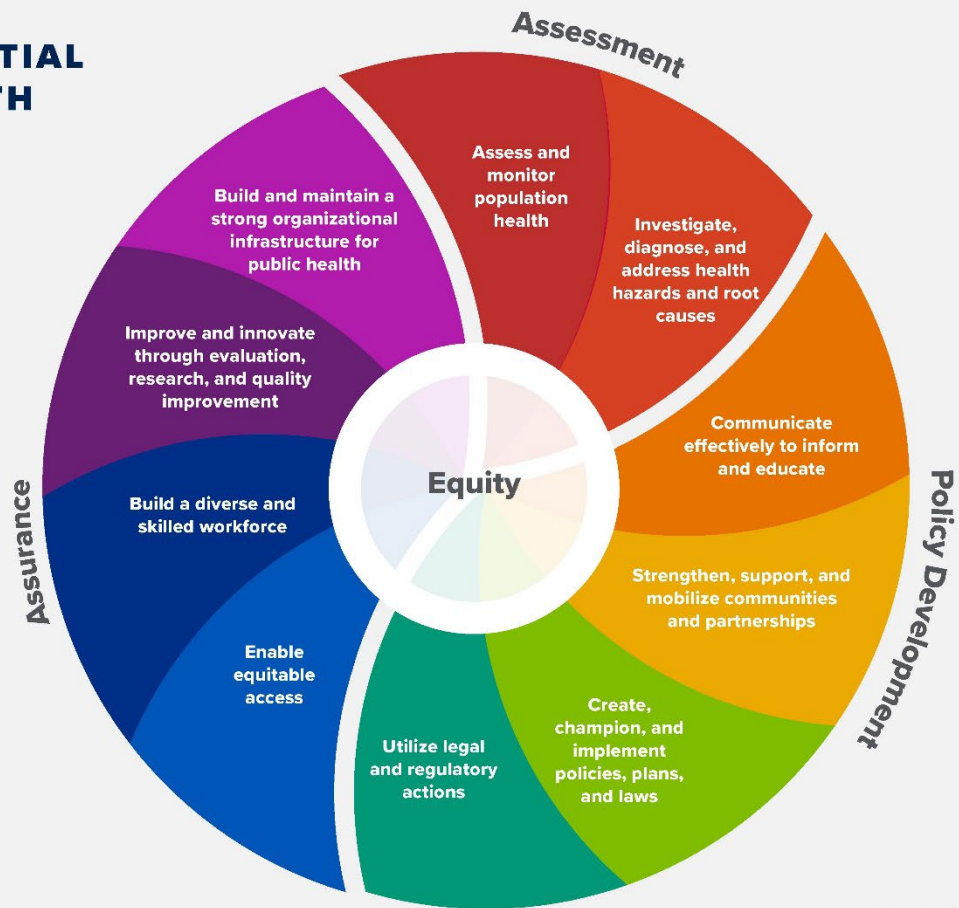 TIAL
TH
Assessment
Assess and
monitor
population
health
Investigate,
diagnose, and
address health
hazards and root
causes
Policy Development
Communicate
effectively to inform
and educate
Strengthen, support, and
mobilize communities
and partnerships
Create,
champion, and
implement
policies, plans,
and laws
Utilize legal
and regulatory
actions
Assurance
Enable
equitable
access
Build a diverse and
skilled workforce
Improve and innovate
through evaluation,
research, and quality
improvement
Build and maintain a
strong organizational
infrastructure for
public health
Equity